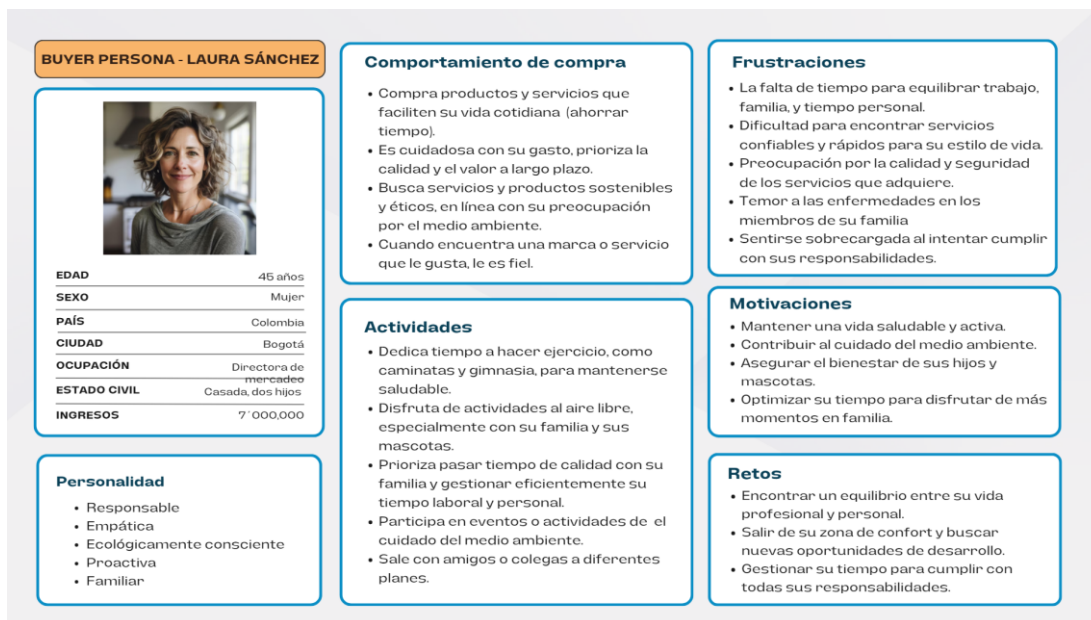 BUYER PERSONA - LAURA SÁNCHEZ
EDAD 45 años
SEXO Mujer
PAÍS Colombia
CIUDAD Bogotá
OCUPACIÓN Directora de
mercadeo
ESTADO CIVIL Casada, dos hijos
INGRESOS 7´000,000
Personalidad
• Responsable
• Empática
• Ecológicamente consciente
• Proactiva
• Familiar
Comportamiento de compra
• Compra productos y servicios que
faciliten su vida cotidiana (ahorrar
tiempo).
• Es cuidadosa con su gasto, prioriza la
calidad y el valor a largo plazo.
• Busca servicios y productos sostenibles
y éticos, en línea con su preocupación
por el medio ambiente.
• Cuando encuentra una marca o servicio
que le gusta, le es fiel.
Actividades
• Dedica tiempo a hacer ejercicio, como
caminatas y gimnasia, para mantenerse
saludable.
• Disfruta de actividades al aire libre,
especialmente con su familia y sus
mascotas.
• Prioriza pasar tiempo de calidad con su
familia y gestionar eficientemente su
tiempo laboral y personal.
• Participa en eventos o actividades de el
cuidado del medio ambiente.
• Sale con amigos o colegas a diferentes
planes.
Frustraciones
• La falta de tiempo para equilibrar trabajo,
familia, y tiempo personal.
• Dificultad para encontrar servicios
confiables y rápidos para su estilo de vida.
• Preocupación por la calidad y seguridad
de los servicios que adquiere.
• Temor a las enfermedades en los
miembros de su familia
• Sentirse sobrecargada al intentar cumplir
con sus responsabilidades.
Motivaciones
• Mantener una vida saludable y activa.
• Contribuir al cuidado del medio ambiente.
• Asegurar el bienestar de sus hijos y
mascotas.
• Optimizar su tiempo para disfrutar de más
momentos en familia.
Retos
• Encontrar un equilibrio entre su vida
profesional y personal.
• Salir de su zona de confort y buscar
nuevas oportunidades de desarrollo.
• Gestionar su tiempo para cumplir con
todas sus responsabilidades.